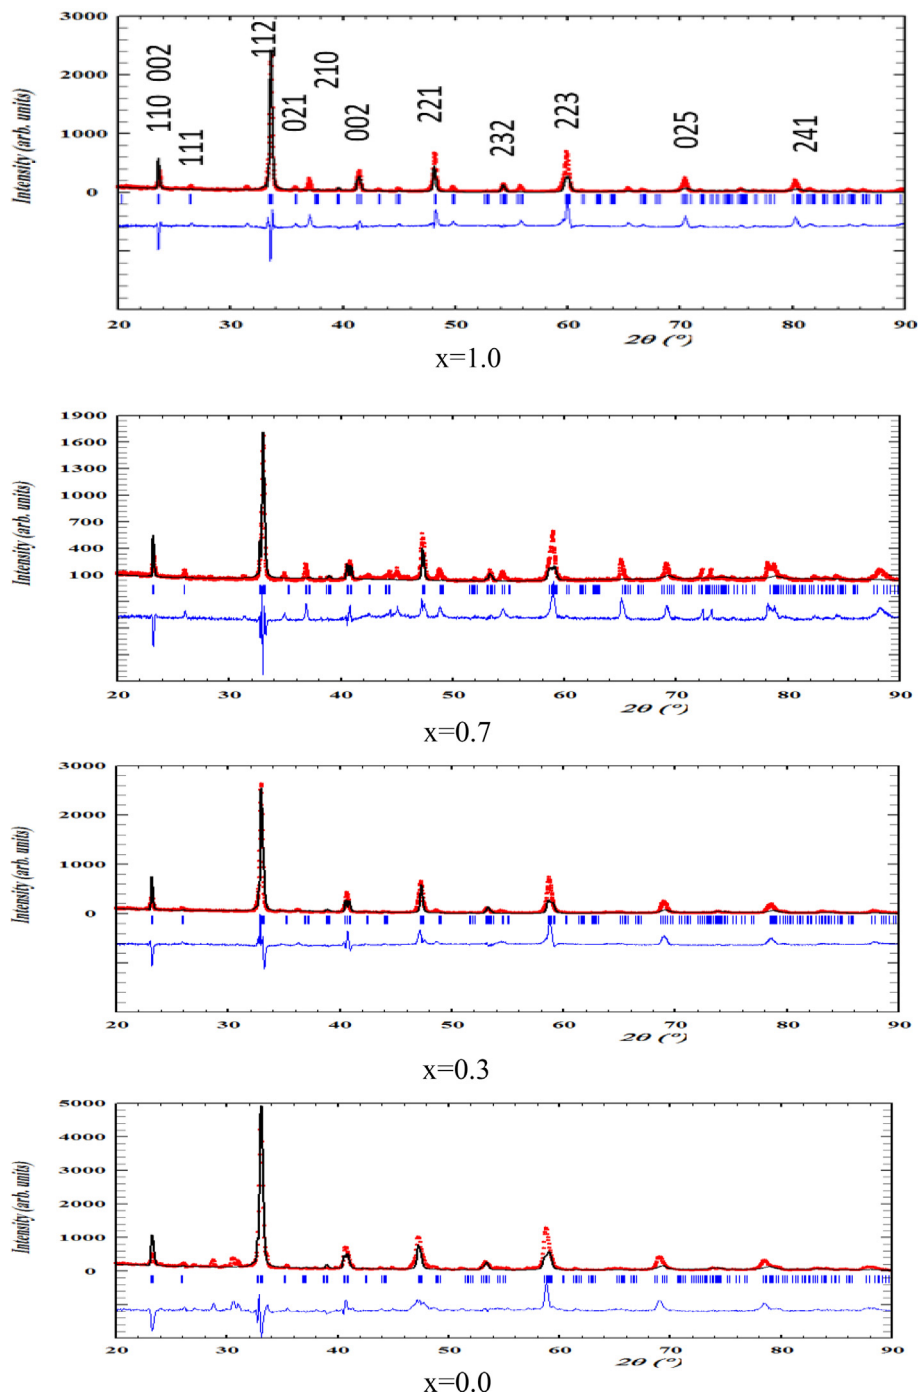 3000
2000
1000
0
Intensity (arb. units)
110 002
111
112
021
210
002
221
232
223
025
241
20 30 40 50 60 70 80 90
2θ (°)
x=1.0
1900
1600
1300
1000
700
400
100
Intensity (arb. units)
20 30 40 50 60 70 80 90
2θ (°)
x=0.7
3000
2000
1000
0
Intensity (arb. units)
20 30 40 50 60 70 80 90
2θ (°)
x=0.3
5000
4000
3000
2000
1000
0
Intensity (arb. units)
20 30 40 50 60 70 80 90
2θ (°)
x=0.0